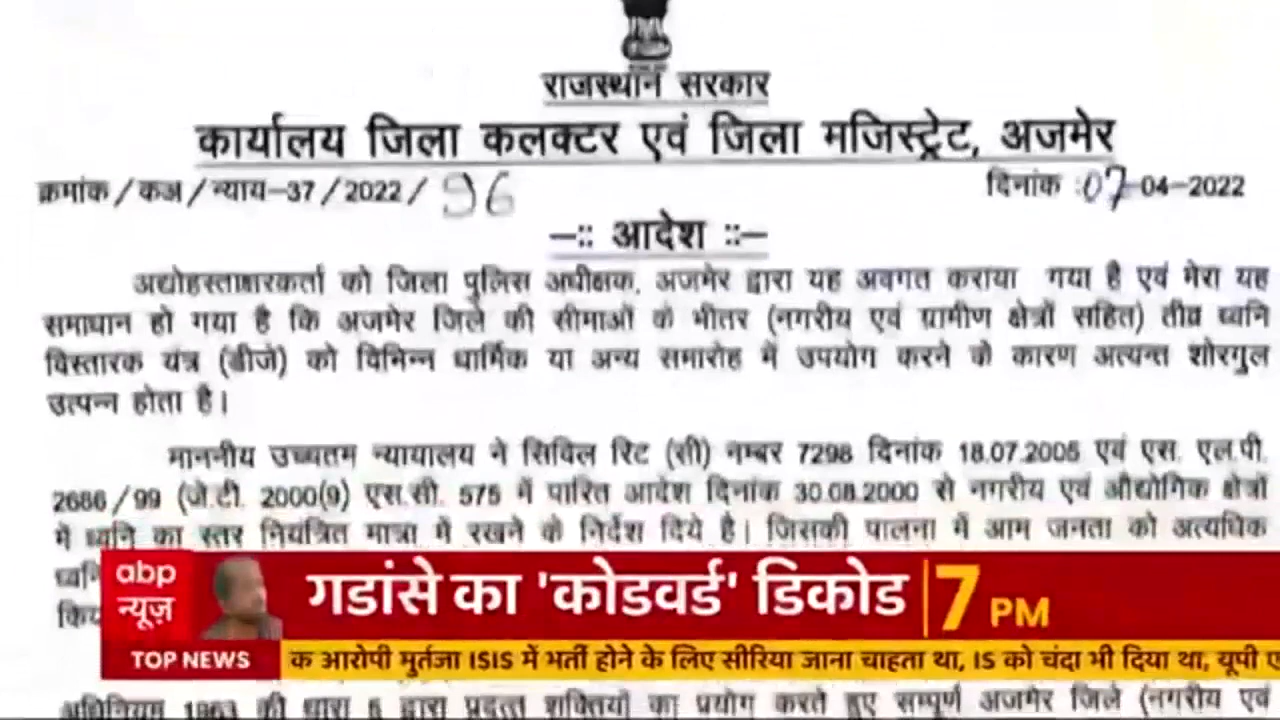 राजस्थान सरकार
कार्यालय जिला कलक्टर एवं जिला मजिस्ट्रेट, अजमेर
क्रमांक/कअ/न्याय-37/2022/96 दिनांक :07-04-2022
-:: आदेश ::-
अद्योहस्ताक्षरकर्ता को जिला पुलिस अधीक्षक, अजमेर द्वारा यह अवगत कराया गया है एवं मेरा यह
समाधान हो गया है कि अजमेर जिले की सीमाओं के भीतर (नगरीय एवं ग्रामीण क्षेत्रों सहित) तीव्र ध्वनि
विस्तारक यंत्र (डीजे) को विभिन्न धार्मिक या अन्य समारोह में उपयोग करने के कारण अत्यन्त शोरगुल
उत्पन्न होता है।
माननीय उच्चतम न्यायालय ने सिविल रिट (सी) नम्बर 7298 दिनांक 18.07.2005 एवं एस. एल.पी.
2686/99 (जे.टी. 2000(9) एस.सी. 575 में पारित आदेश दिनांक 30.08.2000 से नगरीय एवं औद्योगिक क्षेत्रों
में ध्वनि का स्तर नियंत्रित मात्रा में रखने के निर्देश दिये है। जिसकी पालना में आम जनता को अत्यधिक
abp न्यूज़
गडांसे का 'कोडवर्ड' डिकोड 7 PM
TOP NEWS
क आरोपी मुर्तजा ISIS में भर्ती होने के लिए सीरिया जाना चाहता था, IS को चंदा भी दिया था, यूपी
अधिनियम 1963 की धारा 5 द्वारा प्रदत्त शक्तियों का प्रयोग करते हुए सम्पूर्ण अजमेर जिले (नगरीय एवं